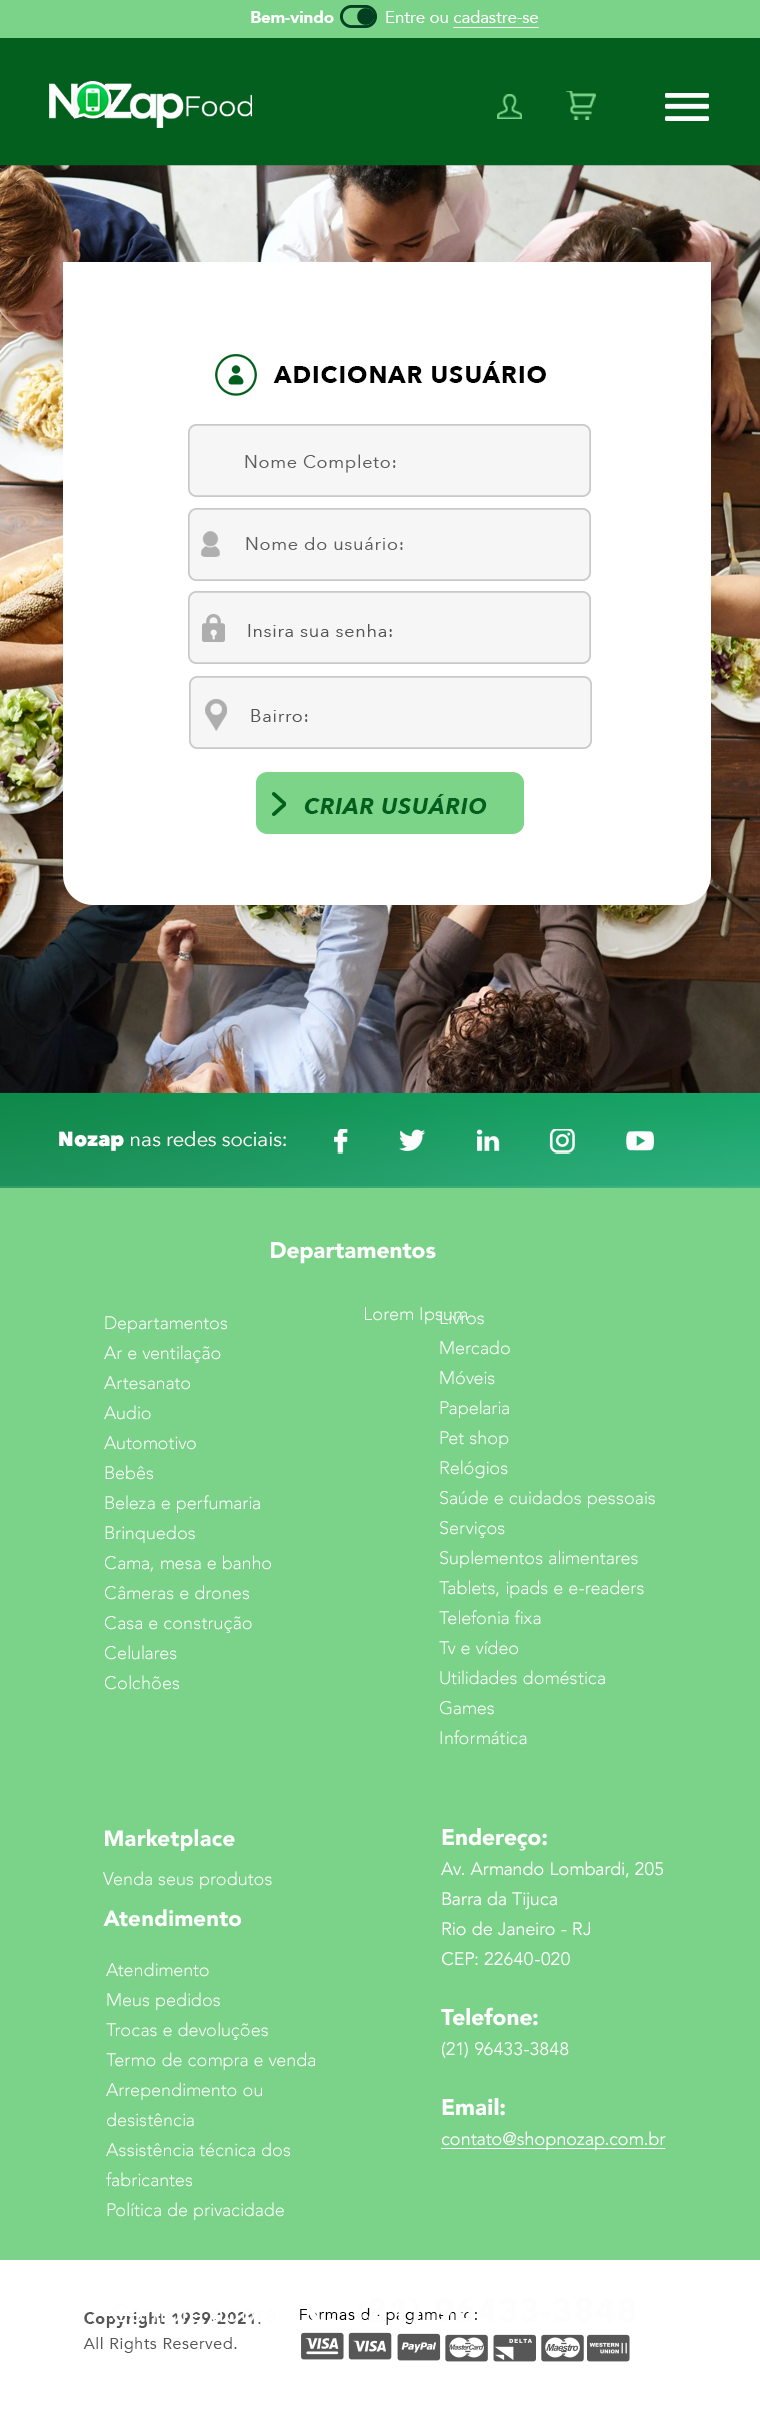 Bem-vindo Entre ou cadastre-se
NOZapFood
ADICIONAR USUÁRIO
Nome Completo:
Nome do usuário:
Insira sua senha:
Bairro:
CRIAR USUÁRIO
Nozap nas redes sociais:
Departamentos
Departamentos
Ar e ventilação
Artesanato
Audio
Automotivo
Bebês
Beleza e perfumaria
Brinquedos
Cama, mesa e banho
Câmeras e drones
Casa e construção
Celulares
Colchões
Lorem Ipsum
Livros
Mercado
Móveis
Papelaria
Pet shop
Relógios
Saúde e cuidados pessoais
Serviços
Suplementos alimentares
Tablets, ipads e e-readers
Telefonia fixa
Tv e vídeo
Utilidades doméstica
Games
Informática
Marketplace
Venda seus produtos
Atendimento
Atendimento
Meus pedidos
Trocas e devoluções
Termo de compra e venda
Arrependimento ou
desistência
Assistência técnica dos
fabricantes
Política de privacidade
Endereço:
Av. Armando Lombardi, 205
Barra da Tijuca
Rio de Janeiro - RJ
CEP: 22640-020
Telefone:
(21) 96433-3848
Email:
contato@shopnozap.com.br
Copyright 1999-2021.
All Rights Reserved.
Formas de pagamento:
VISA VISA PayPal MasterCard DELTA Maestro WESTERN UNION